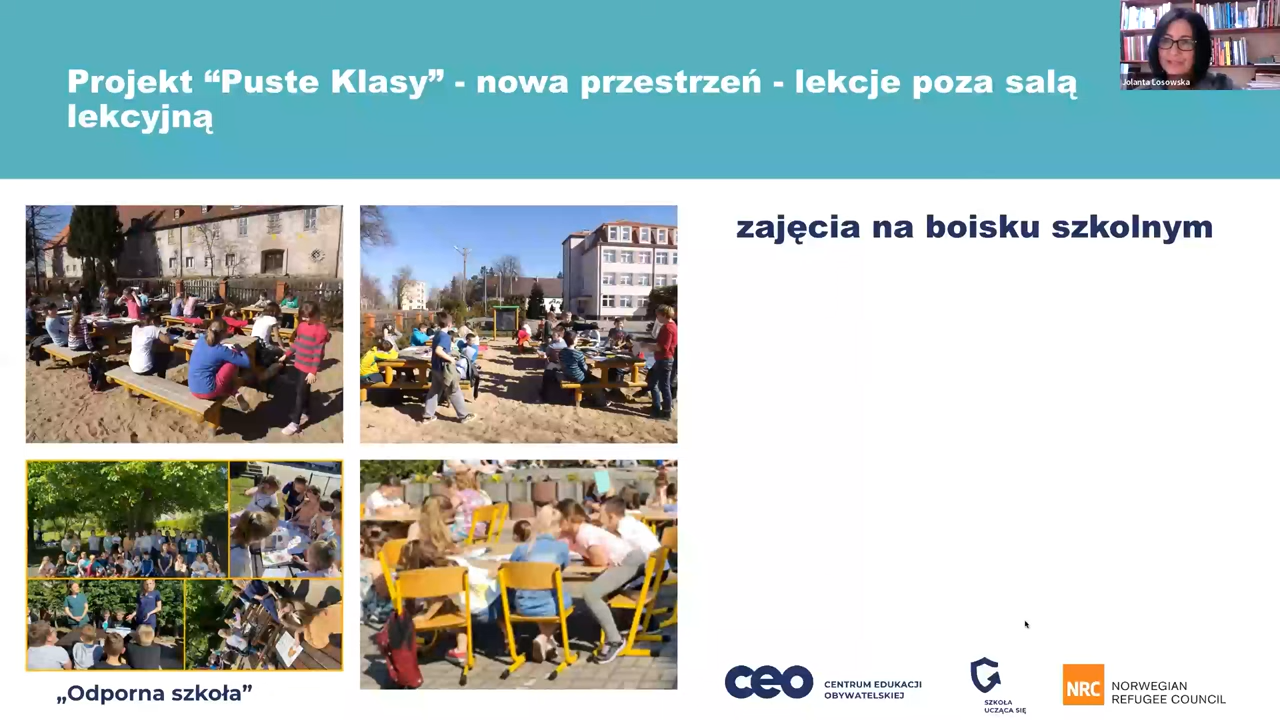 Projekt “Puste Klasy” - nowa przestrzeń - lekcje poza salą
lekcyjną
Jolanta Łosowska
zajęcia na boisku szkolnym
„Odporna szkoła”
ceo CENTRUM EDUKACJI
OBYWATELSKIEJ
SZKOŁA
UCZĄCA SIĘ
NRC NORWEGIAN
REFUGEE COUNCIL